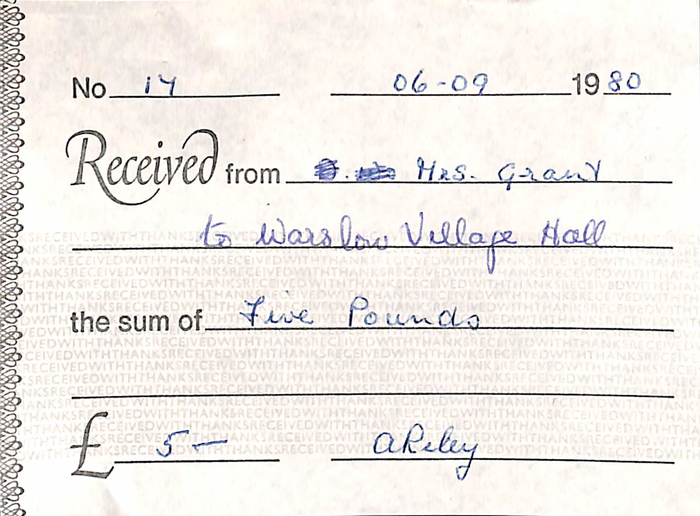 No 14 06-09 1980
Received from Mrs. Grant
to Warslow Village Hall
the sum of Five Pounds
£ 5 — ARiley